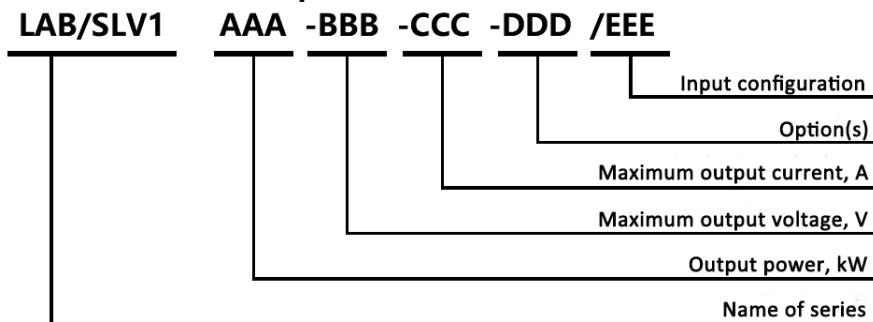 LAB/SLV1 AAA -BBB -CCC -DDD /EEE
Input configuration
Option(s)
Maximum output current, A
Maximum output voltage, V
Output power, kW
Name of series